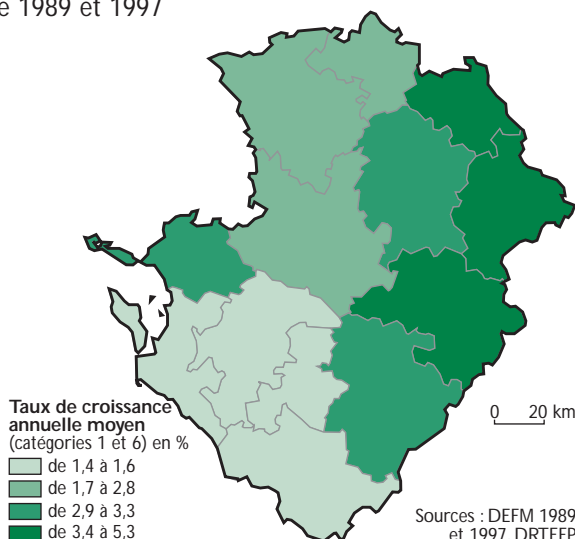 e 1989 et 1997
Taux de croissance
annuelle moyen
(catégories 1 et 6) en %
de 1,4 à 1,6
de 1,7 à 2,8
de 2,9 à 3,3
de 3,4 à 5,3
0 20 km
Sources : DEFM 1989
et 1997, DRTEFP